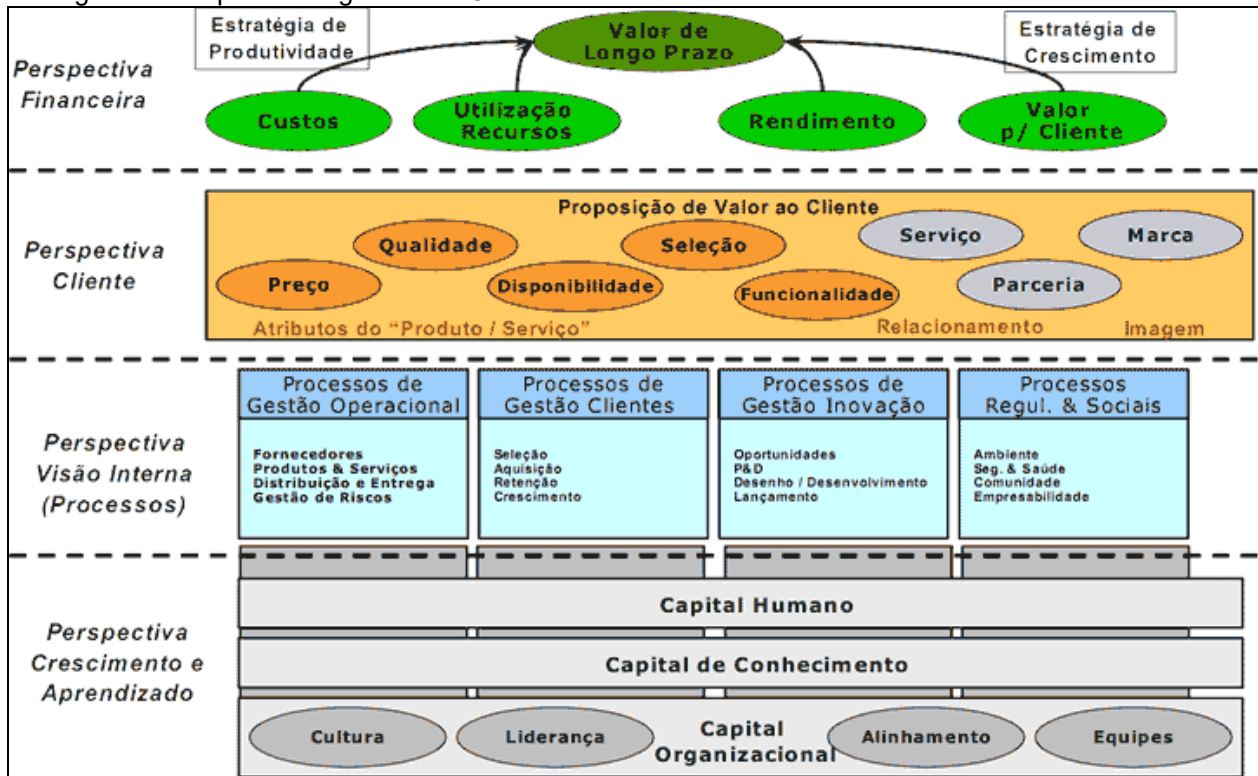 Estratégia de
Produtividade
Valor de
Longo Prazo
Estratégia de
Crescimento
Perspectiva
Financeira
Custos
Utilização
Recursos
Rendimento
Valor
p/ Cliente
Proposição de Valor ao Cliente
Perspectiva
Cliente
Qualidade
Seleção
Serviço
Marca
Preço
Disponibilidade
Funcionalidade
Parceria
Atributos do “Produto / Serviço”
Relacionamento
Imagem
Perspectiva
Visão Interna
(Processos)
Processos de
Gestão Operacional
Fornecedores
Produtos & Serviços
Distribuição e Entrega
Gestão de Riscos
Processos de
Gestão Clientes
Seleção
Aquisição
Retenção
Crescimento
Processos de
Gestão Inovação
Oportunidades
P&D
Desenho / Desenvolvimento
Lançamento
Processos
Regul. & Sociais
Ambiente
Seg. & Saúde
Comunidade
Empresabilidade
Perspectiva
Crescimento e
Aprendizado
Capital Humano
Capital de Conhecimento
Cultura
Liderança
Capital
Organizacional
Alinhamento
Equipes